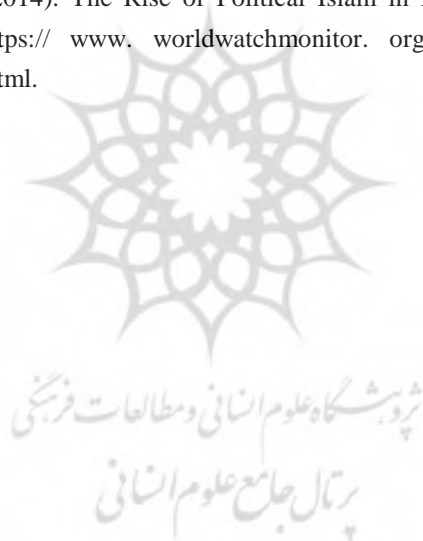 2014). The Rise of Political Islam in
tps:// www. worldwatchmonitor. org
tml.
پژوهشگاه علوم انسانی و مطالعات فرهنگی
پرتال جامع علوم انسانی